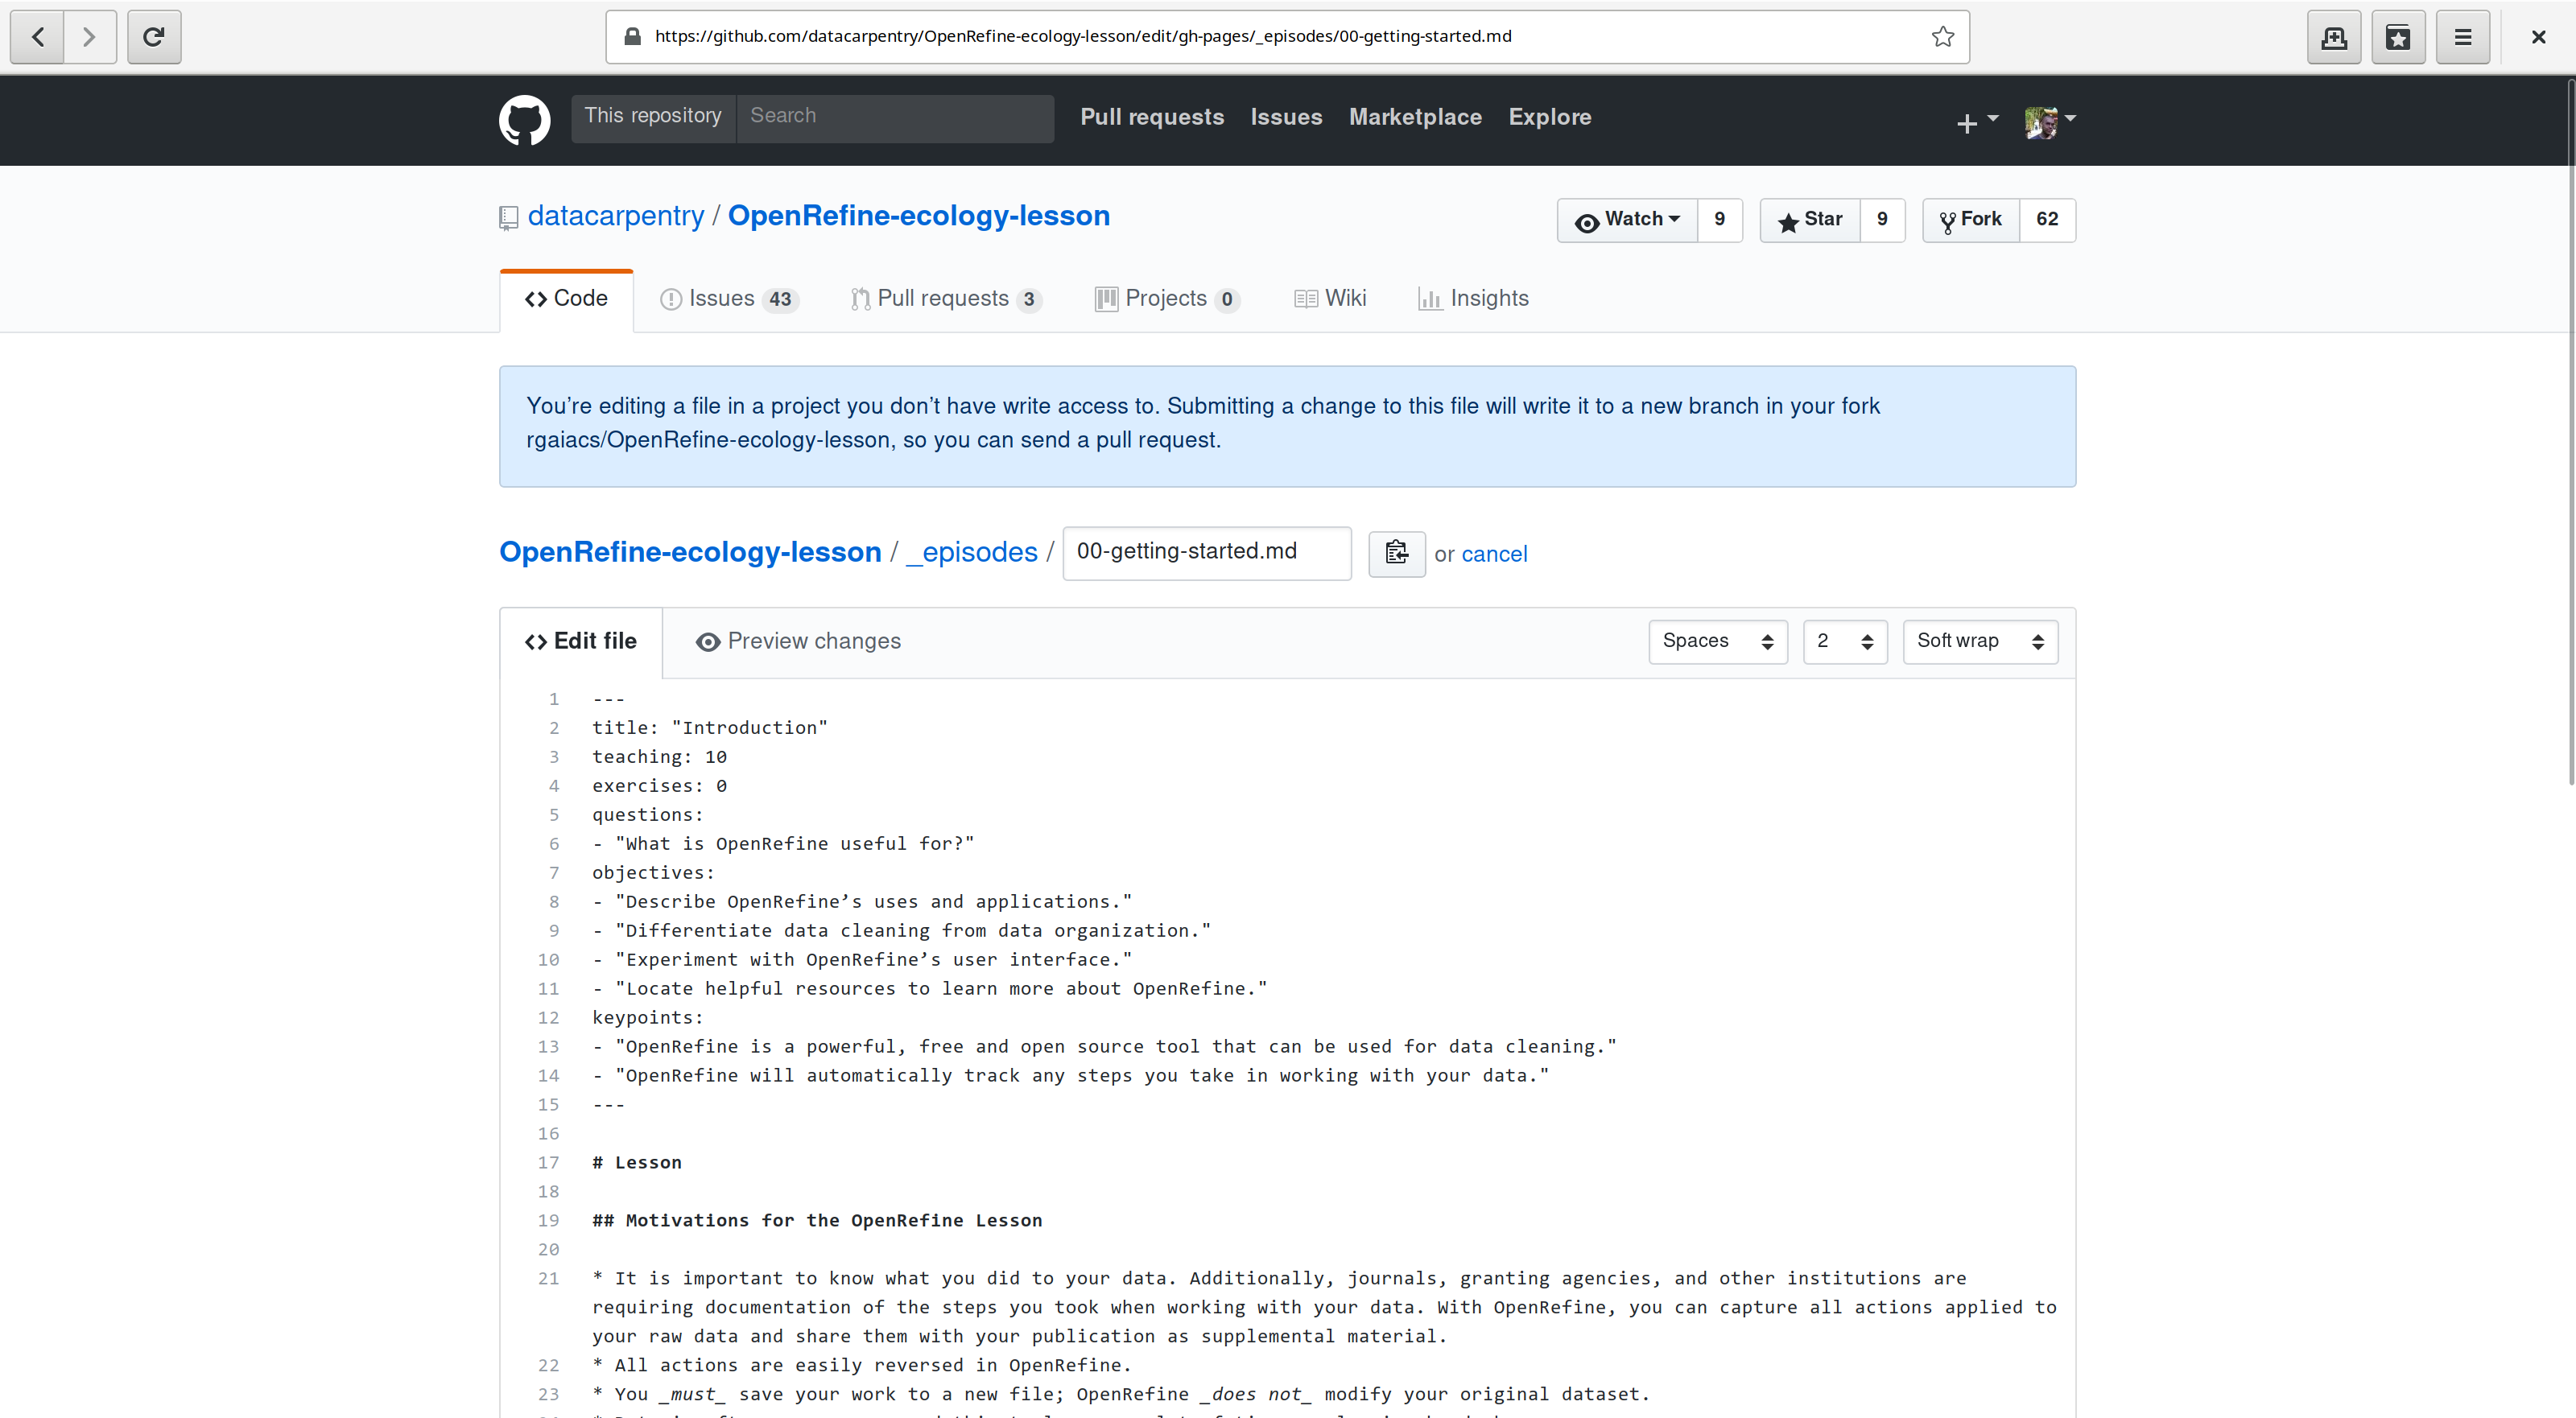 https://github.com/datacarpentry/OpenRefine-ecology-lesson/edit/gh-pages/_episodes/00-getting-started.md
This repository Search Pull requests Issues Marketplace Explore
datacarpentry / OpenRefine-ecology-lesson Watch 9 Star 9 Fork 62
Code Issues 43 Pull requests 3 Projects 0 Wiki Insights
You’re editing a file in a project you don’t have write access to. Submitting a change to this file will write it to a new branch in your fork
rgaiacs/OpenRefine-ecology-lesson, so you can send a pull request.
OpenRefine-ecology-lesson / _episodes / 00-getting-started.md or cancel
Edit file Preview changes Spaces 2 Soft wrap
1 ---
2 title: "Introduction"
3 teaching: 10
4 exercises: 0
5 questions:
6 - "What is OpenRefine useful for?"
7 objectives:
8 - "Describe OpenRefine’s uses and applications."
9 - "Differentiate data cleaning from data organization."
10 - "Experiment with OpenRefine’s user interface."
11 - "Locate helpful resources to learn more about OpenRefine."
12 keypoints:
13 - "OpenRefine is a powerful, free and open source tool that can be used for data cleaning."
14 - "OpenRefine will automatically track any steps you take in working with your data."
15 ---
16
17 # Lesson
18
19 ## Motivations for the OpenRefine Lesson
20
21 * It is important to know what you did to your data. Additionally, journals, granting agencies, and other institutions are
requiring documentation of the steps you took when working with your data. With OpenRefine, you can capture all actions applied to
your raw data and share them with your publication as supplemental material.
22 * All actions are easily reversed in OpenRefine.
23 * You _must_ save your work to a new file; OpenRefine _does not_ modify your original dataset.